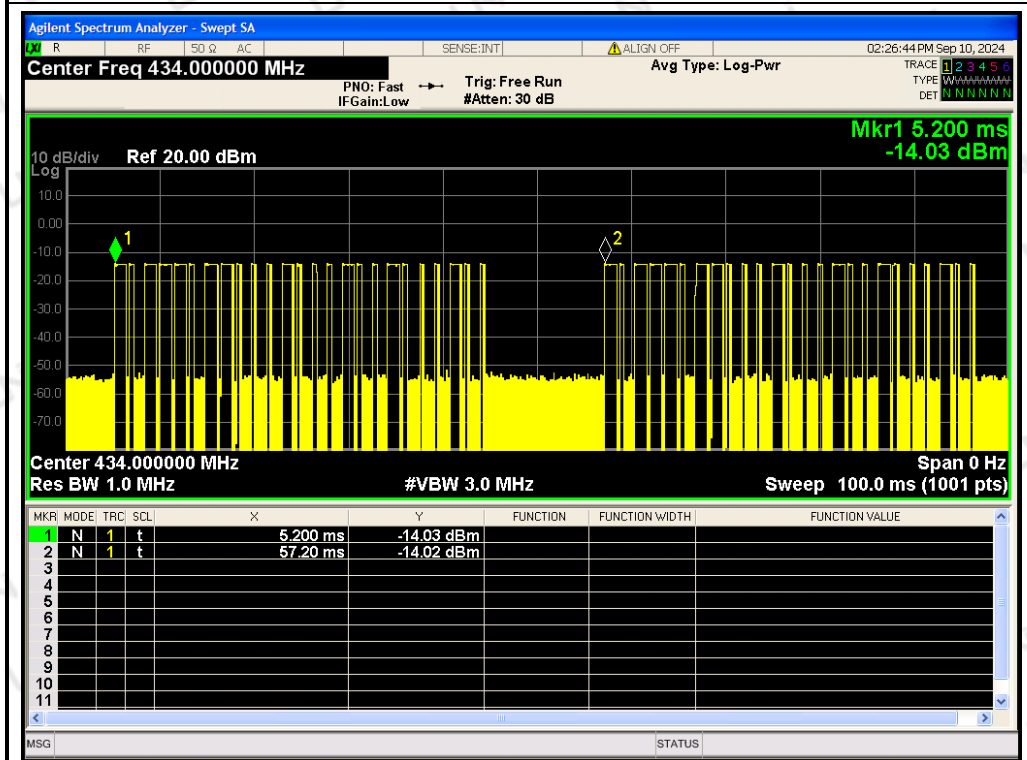 Agilent Spectrum Analyzer - Swept SA
LXI R RF 50 Ω AC SENSE:INT ALIGN OFF 02:26:44 PM Sep 10, 2024
Center Freq 434.000000 MHz
PNO: Fast
IFGain:Low
Trig: Free Run
#Atten: 30 dB
Avg Type: Log-Pwr
TRACE 1 2 3 4 5 6
TYPE W
DET N N N N N N
Mkr1 5.200 ms
-14.03 dBm
10 dB/div Ref 20.00 dBm
Log
10.0
0.00
-10.0
-20.0
-30.0
-40.0
-50.0
-60.0
-70.0
1
2
Center 434.000000 MHz Span 0 Hz
Res BW 1.0 MHz #VBW 3.0 MHz Sweep 100.0 ms (1001 pts)
MKR MODE TRC SCL X Y FUNCTION FUNCTION WIDTH FUNCTION VALUE
1 N 1 t 5.200 ms -14.03 dBm
2 N 1 t 57.20 ms -14.02 dBm
3
4
5
6
7
8
9
10
11
MSG STATUS